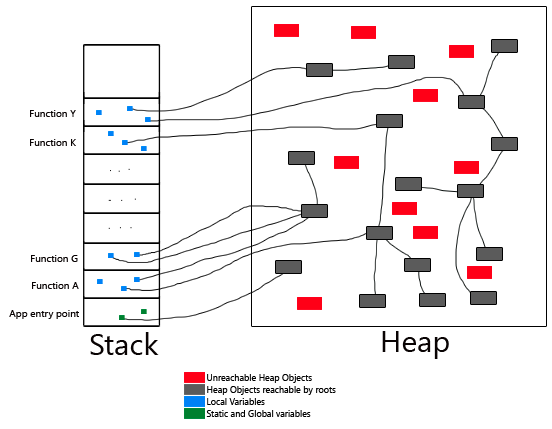 Function Y
Function K
. . .
. . .
. . .
Function G
Function A
App entry point
Stack
Heap
Unreachable Heap Objects
Heap Objects reachable by roots
Local Variables
Static and Global variables